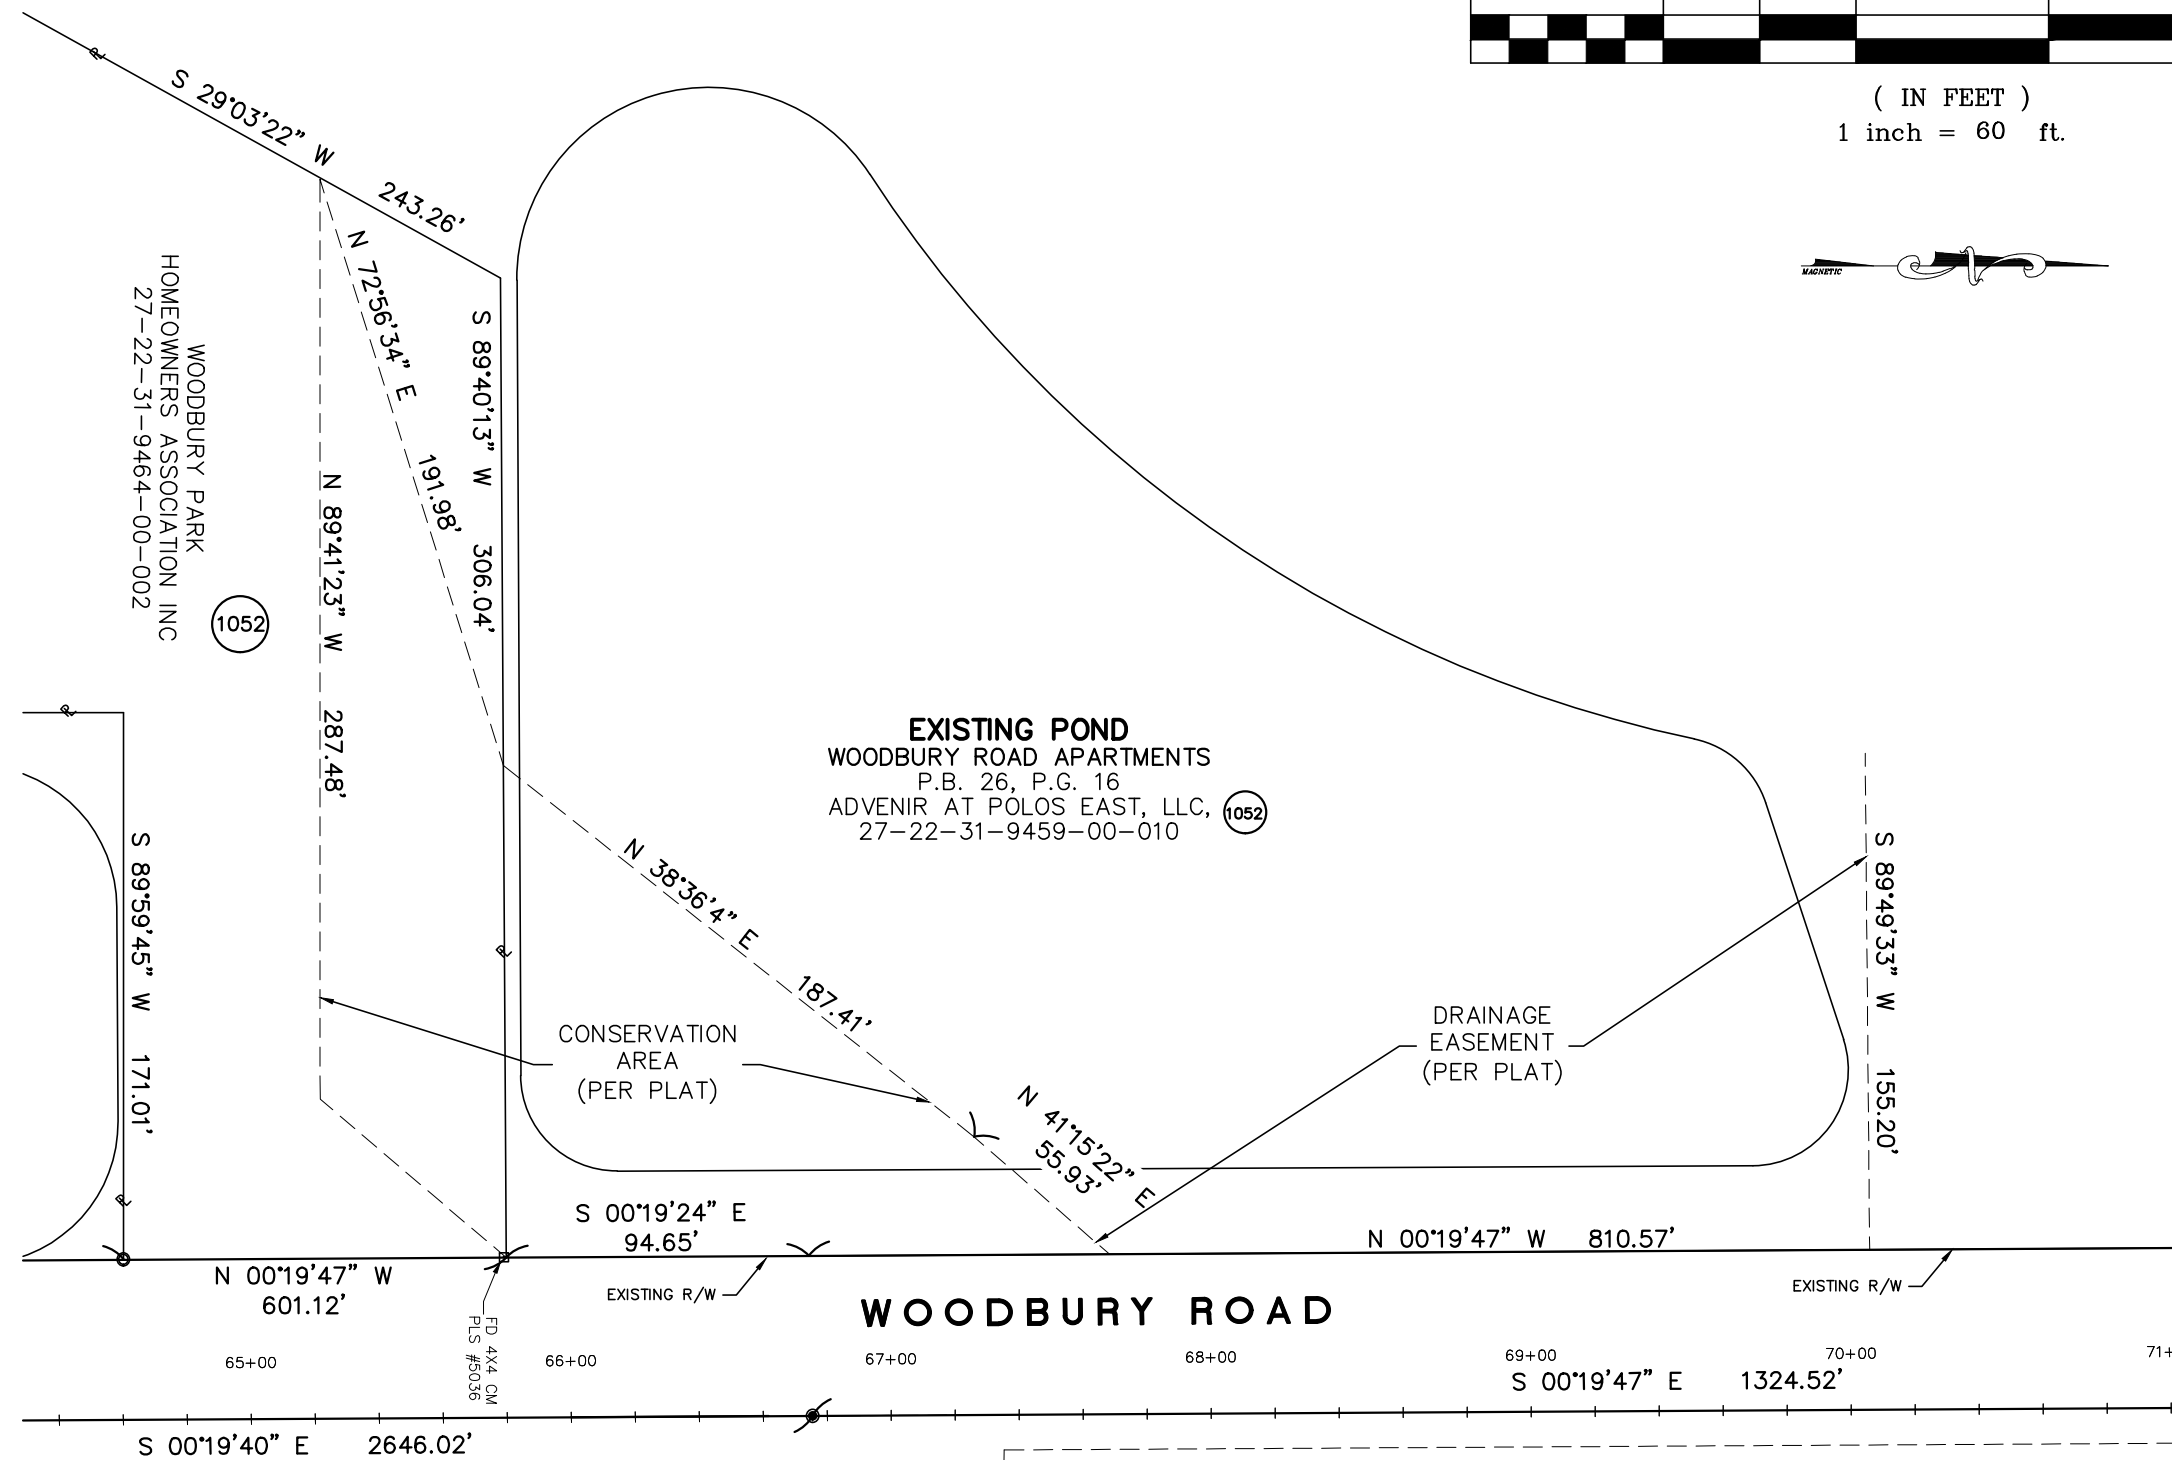 ( IN FEET )
1 inch = 60 ft.
MAGNETIC
N
S 29°03'22" W
243.26'
N 72°56'34" E
191.98'
S 89°40'13" W 306.04'
N 89°41'23" W 287.48'
WOODBURY PARK
HOMEOWNERS ASSOCIATION INC
27-22-31-9464-00-002
1052
EXISTING POND
WOODBURY ROAD APARTMENTS
P.B. 26, P.G. 16
ADVENIR AT POLOS EAST, LLC,
27-22-31-9459-00-010
1052
S 89°59'45" W 171.01'
N 38°36'4" E
187.41'
S 89°49'33" W 155.20'
CONSERVATION
AREA
(PER PLAT)
DRAINAGE
EASEMENT
(PER PLAT)
N 41°15'22" E
55.93'
S 00°19'24" E
94.65'
N 00°19'47" W 810.57'
N 00°19'47" W
601.12'
EXISTING R/W
EXISTING R/W
WOODBURY ROAD
FD 4X4 CM
PLS #5036
65+00
66+00
67+00
68+00
69+00
70+00
71+
S 00°19'47" E 1324.52'
S 00°19'40" E 2646.02'
PL
PL
PL
PL